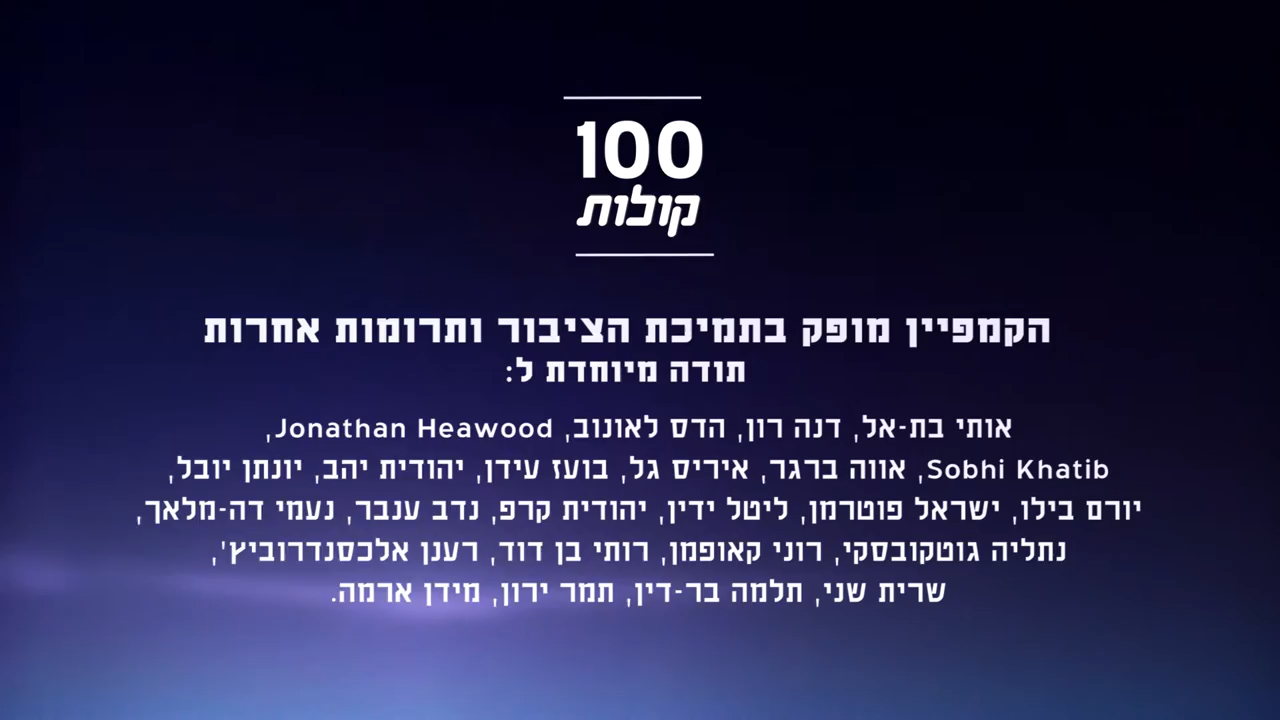 100
קולות
הקמפיין מופק בתמיכת הציבור ותרומות אחרות
תודה מיוחדת ל:
אותי בת-אל, דנה רון, הדס לאונוב, Jonathan Heawood,
Sobhi Khatib, אווה ברגר, איריס גל, בועז עידן, יהודית יהב, יונתן יובל,
יורם בילו, ישראל פוטרמן, ליטל ידין, יהודית קרפ, נדב ענבר, נעמי דה-מלאך,
נתליה גוטקובסקי, רוני קאופמן, רותי בן דוד, רענן אלכסנדרוביץ',
שרית שני, תלמה בר-דין, תמר ירון, מידן ארמה.